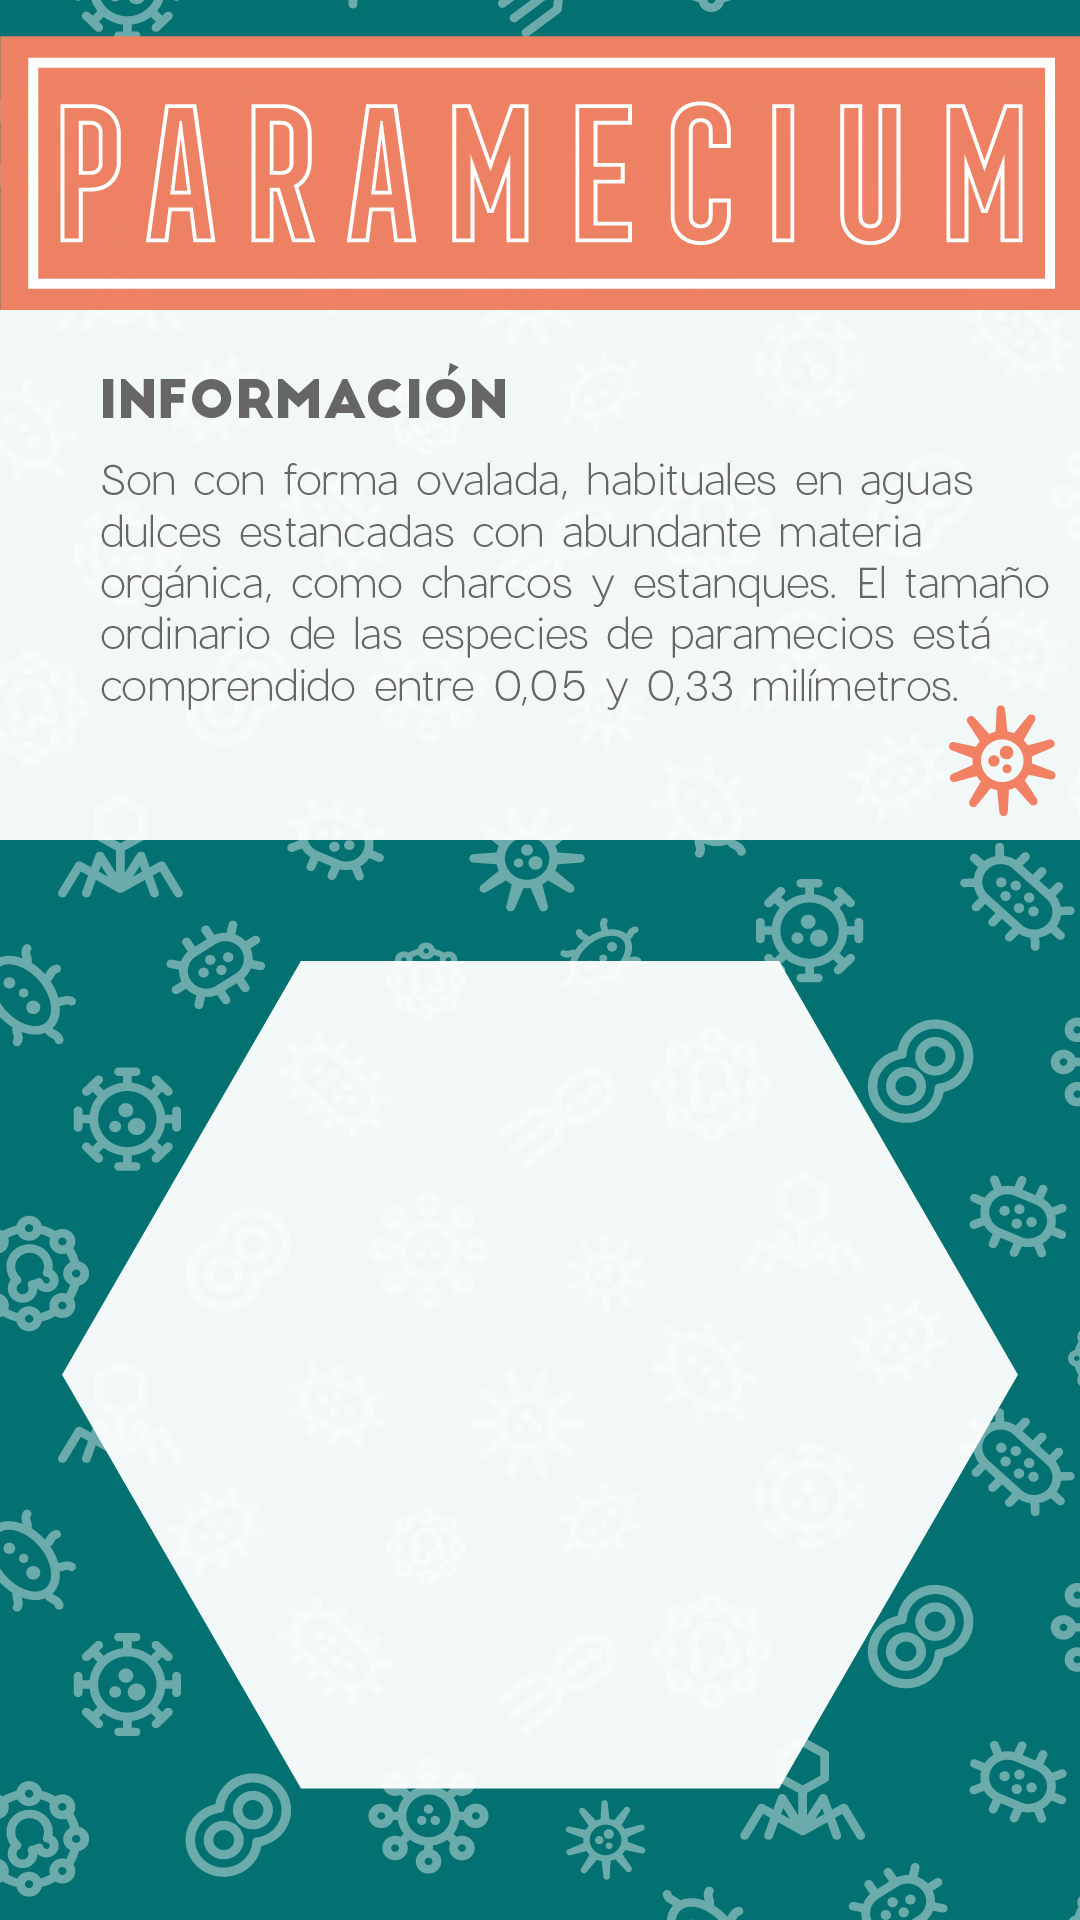 PARAMECIUM
INFORMACIÓN
Son con forma ovalada, habituales en aguas
dulces estancadas con abundante materia
orgánica, como charcos y estanques. El tamaño
ordinario de las especies de paramecios está
comprendido entre 0,05 y 0,33 milímetros.